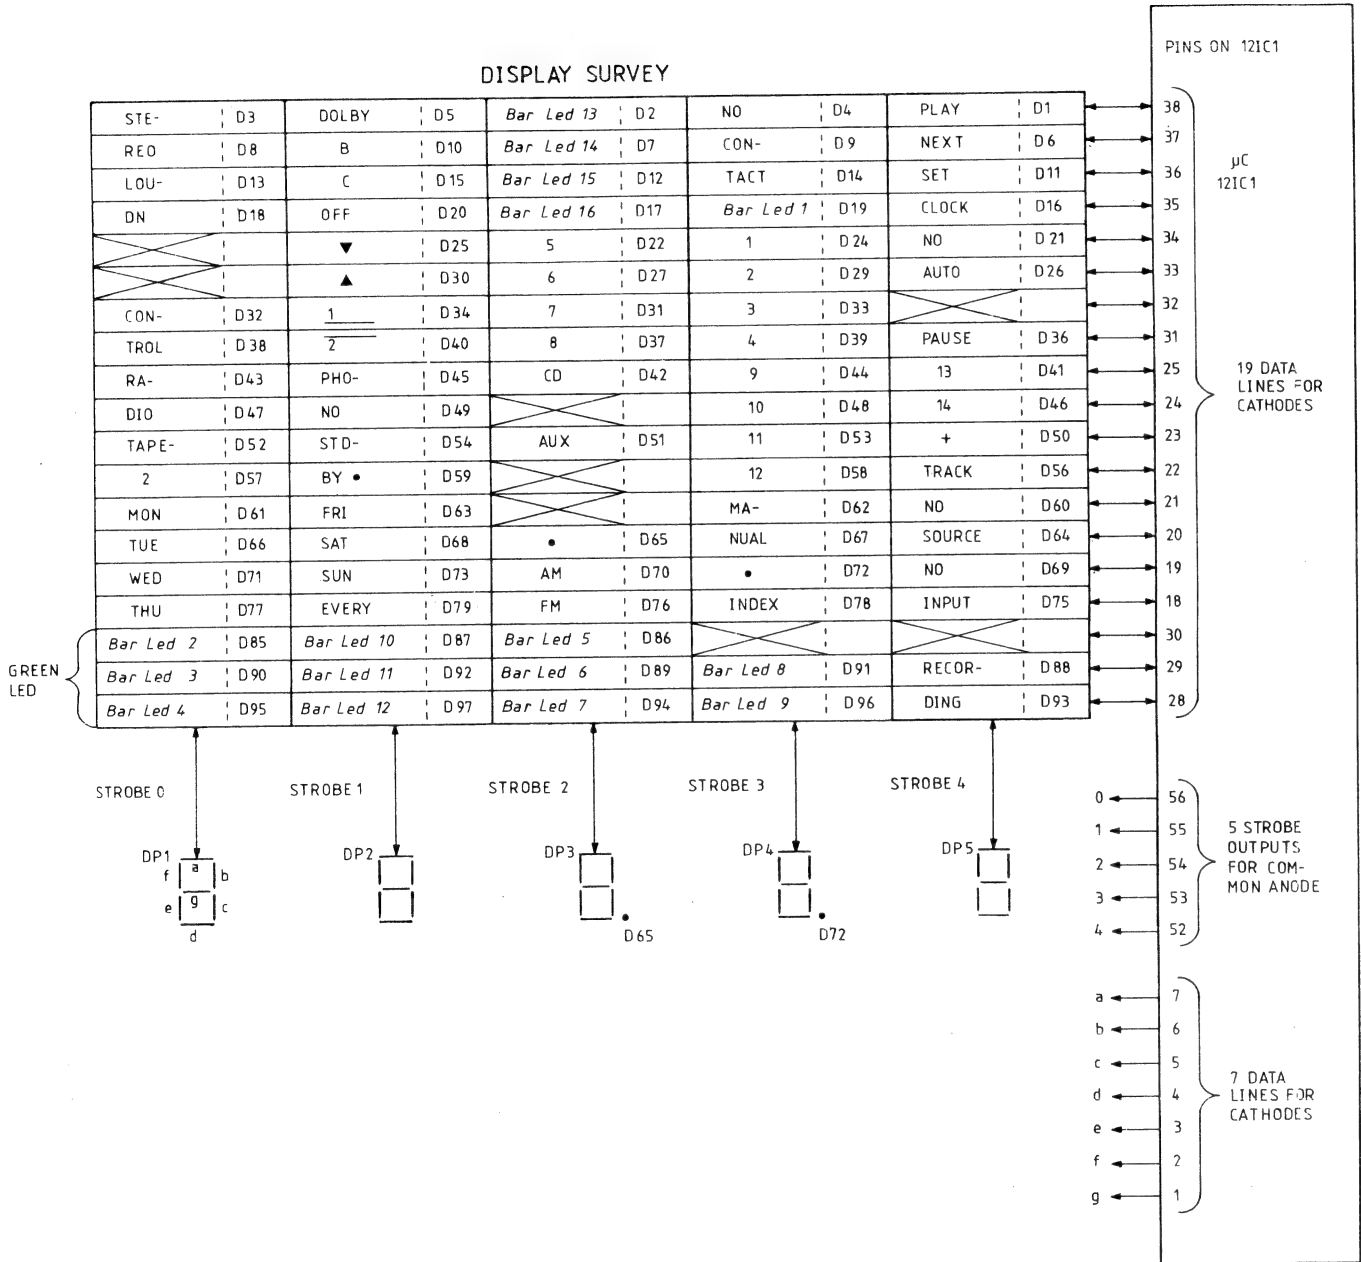 PINS ON 12IC1
DISPLAY SURVEY
STE- D3 DOLBY D5 Bar Led 13 D2 NO D4 PLAY D1 38
REO D8 B D10 Bar Led 14 D7 CON- D9 NEXT D6 37
LOU- D13 C D15 Bar Led 15 D12 TACT D14 SET D11 36
DN D18 OFF D20 Bar Led 16 D17 Bar Led 1 D19 CLOCK D16 35
▼ D25 5 D22 1 D24 NO D21 34
▲ D30 6 D27 2 D29 AUTO D26 33
CON- D32 1 D34 7 D31 3 D33 32
TROL D38 2 D40 8 D37 4 D39 PAUSE D36 31
RA- D43 PHO- D45 CD D42 9 D44 13 D41 25
DIO D47 NO D49 10 D48 14 D46 24
TAPE- D52 STD- D54 AUX D51 11 D53 + D50 23
2 D57 BY • D59 12 D58 TRACK D56 22
MON D61 FRI D63 MA- D62 NO D60 21
TUE D66 SAT D68 • D65 NUAL D67 SOURCE D64 20
WED D71 SUN D73 AM D70 • D72 NO D69 19
THU D77 EVERY D79 FM D76 INDEX D78 INPUT D75 18
Bar Led 2 D85 Bar Led 10 D87 Bar Led 5 D86 30
Bar Led 3 D90 Bar Led 11 D92 Bar Led 6 D89 Bar Led 8 D91 RECOR- D88 29
Bar Led 4 D95 Bar Led 12 D97 Bar Led 7 D94 Bar Led 9 D96 DING D93 28
GREEN
LED
µC
12IC1
19 DATA
LINES FOR
CATHODES
STROBE 0 STROBE 1 STROBE 2 STROBE 3 STROBE 4
DP1 DP2 DP3 DP4 DP5
a
f b
g
e c
d
D65 D72
0 56
1 55
2 54
3 53
4 52
5 STROBE
OUTPUTS
FOR COM-
MON ANODE
a 7
b 6
c 5
d 4
e 3
f 2
g 1
7 DATA
LINES FOR
CATHODES